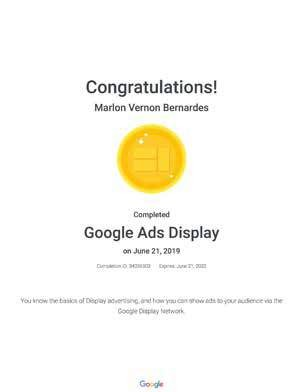 Congratulations!
Marlon Vernon Bernardes
Completed
Google Ads Display
on June 21, 2019
Completion ID:
Expires: June 21, 2020
You know the basics of Display advertising, and how you can show ads to your audience via the
Google Display Network.
Google